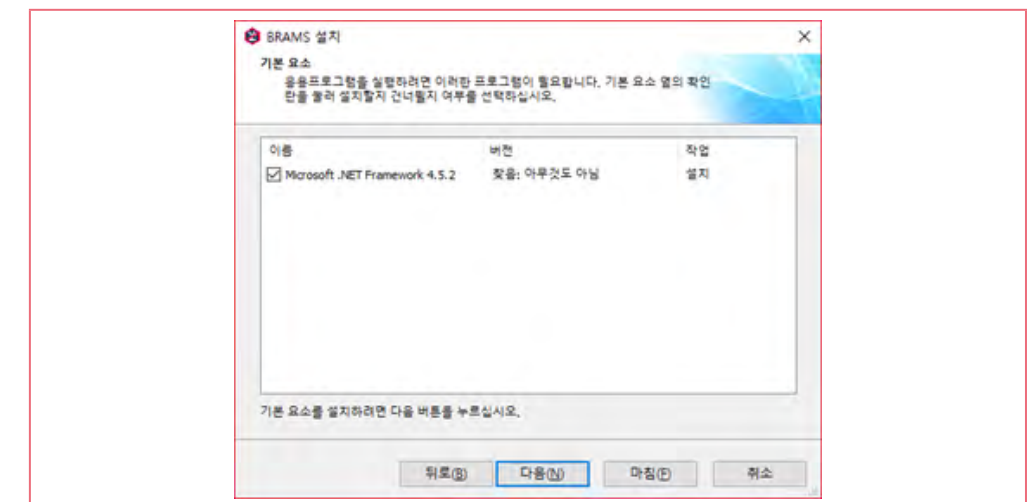 BRAMS 설치
기본 요소
응용프로그램을 실행하려면 이러한 프로그램이 필요합니다. 기본 요소 옆의 확인
란을 눌러 설치할지 건너뛸지 여부를 선택하십시오.
이름 버전 작업
Microsoft .NET Framework 4.5.2 찾음: 아무것도 아님 설치
기본 요소를 설치하려면 다음 버튼를 누르십시오.
뒤로(B) 다음(N) 마침(F) 취소